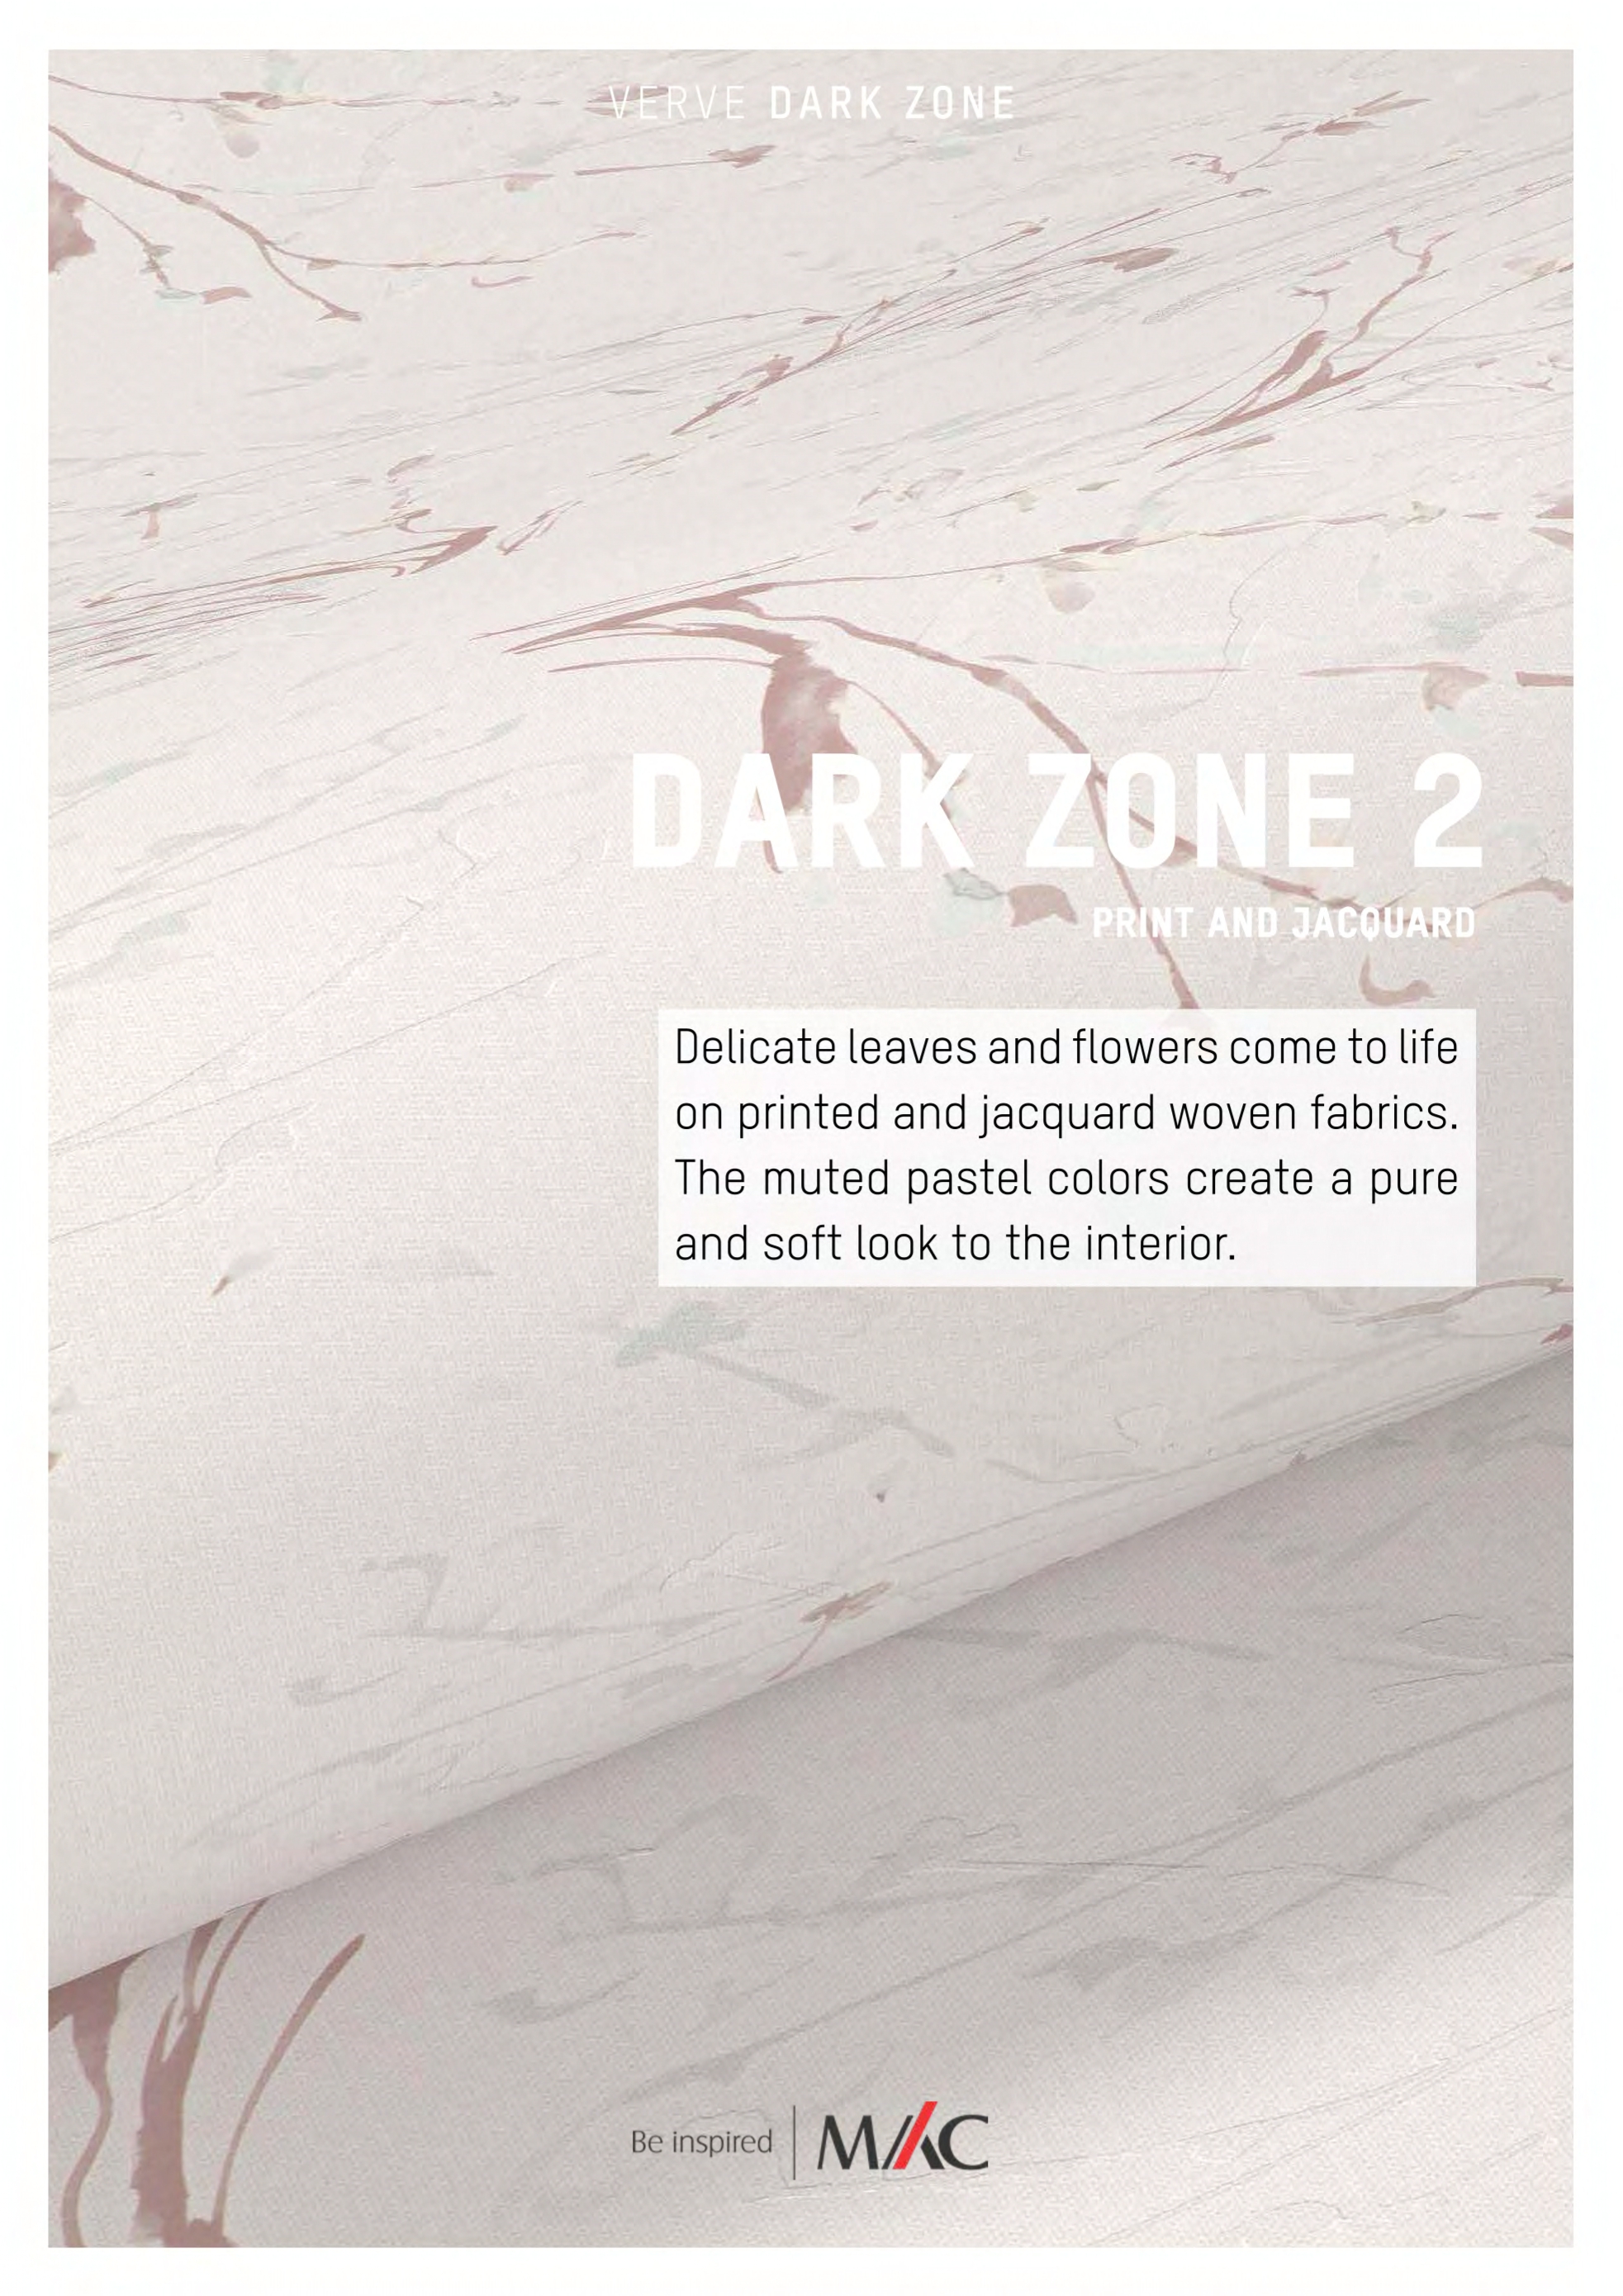 VERVE DARK ZONE
DARK ZONE 2
PRINT AND JACQUARD
Delicate leaves and flowers come to life
on printed and jacquard woven fabrics.
The muted pastel colors create a pure
and soft look to the interior.
Be inspired MAC